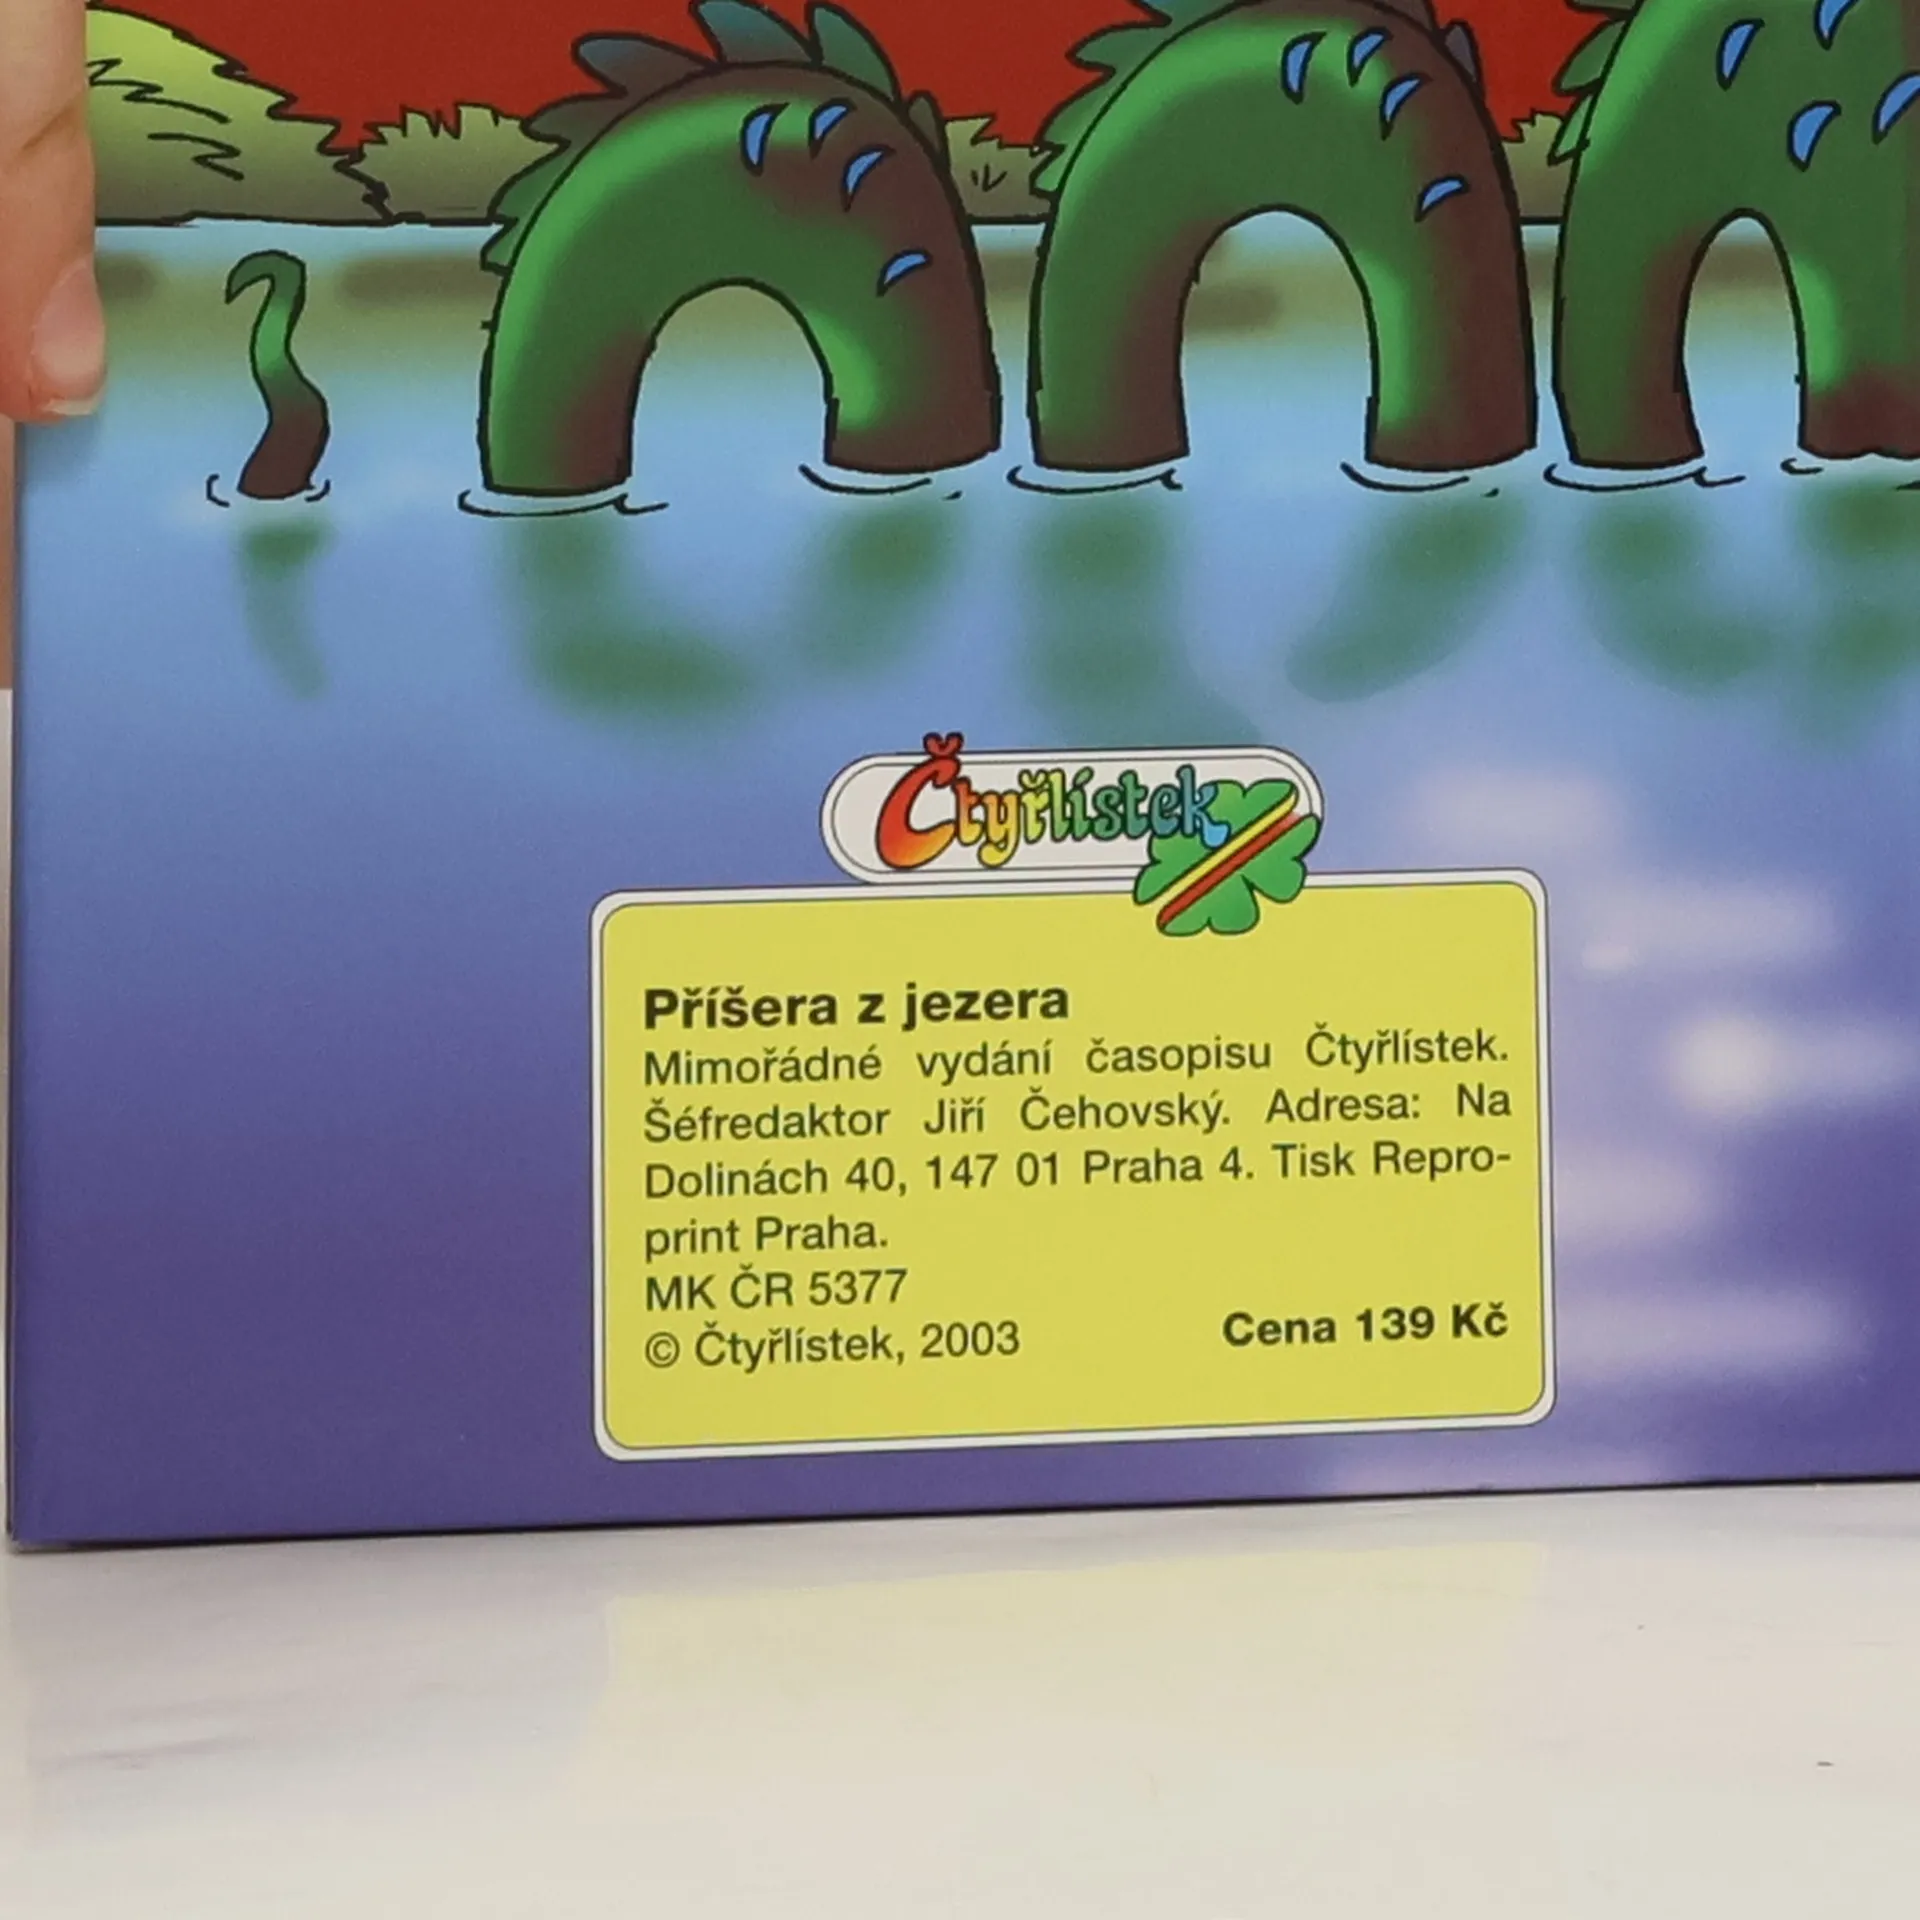 Čtyřlístek
Příšera z jezera
Mimořádné vydání časopisu Čtyřlístek.
Šéfredaktor Jiří Čehovský. Adresa: Na
Dolinách 40, 147 01 Praha 4. Tisk Repro-
print Praha.
MK ČR 5377
© Čtyřlístek, 2003
Cena 139 Kč